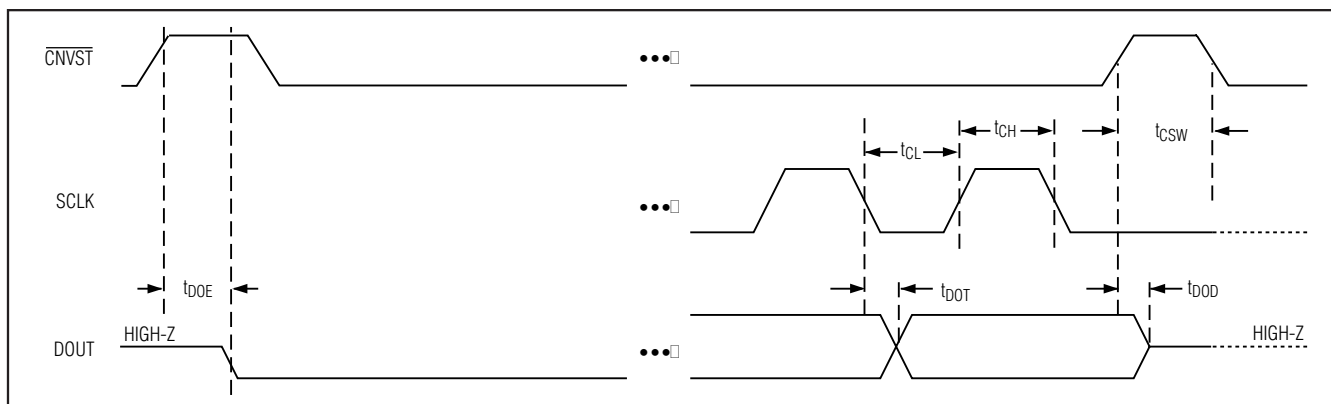 CNVST
•••□
tCH
tCSW
tCL
SCLK
•••□
tDOE
tDOT
tDOD
HIGH-Z
HIGH-Z
DOUT
•••□